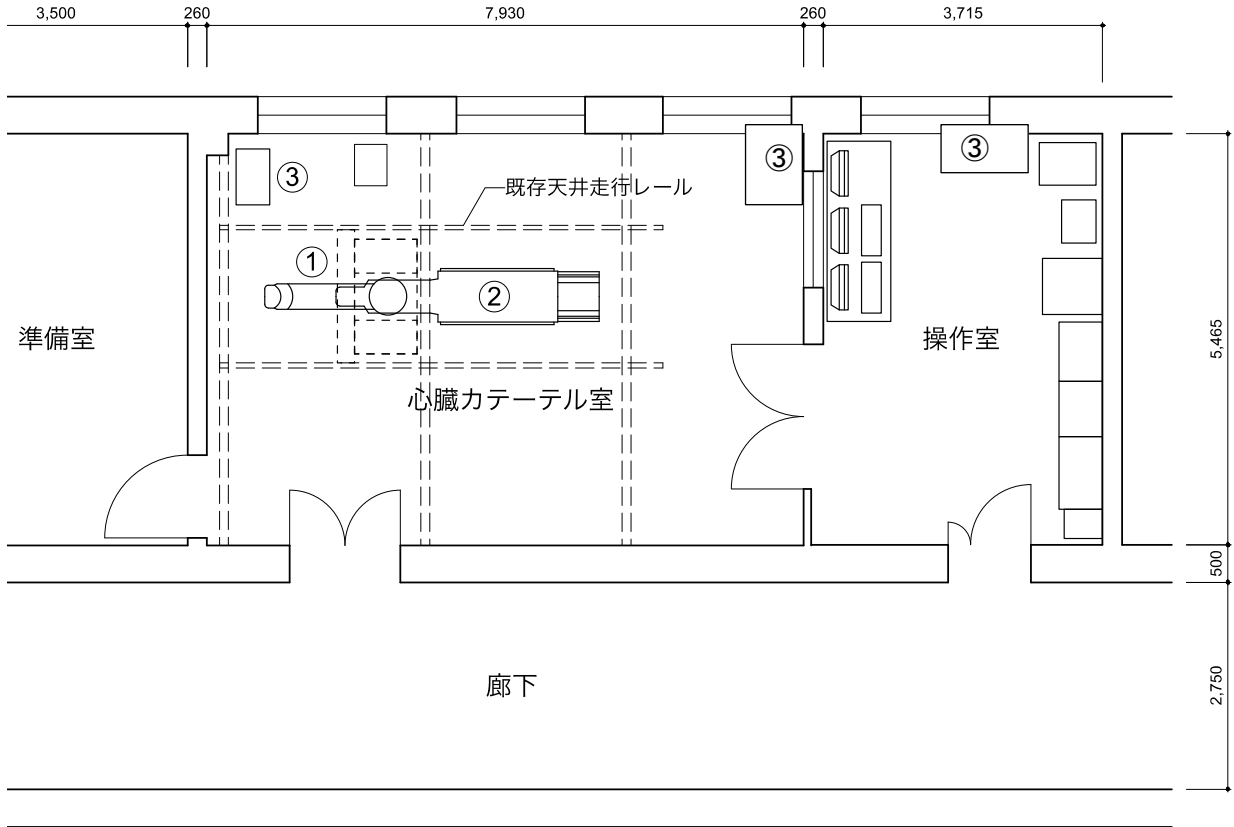 3,500
260
7,930
260
3,715
③
③
③
既存天井走行レール
①
②
準備室
操作室
心臓カテーテル室
5,465
500
廊下
2,750